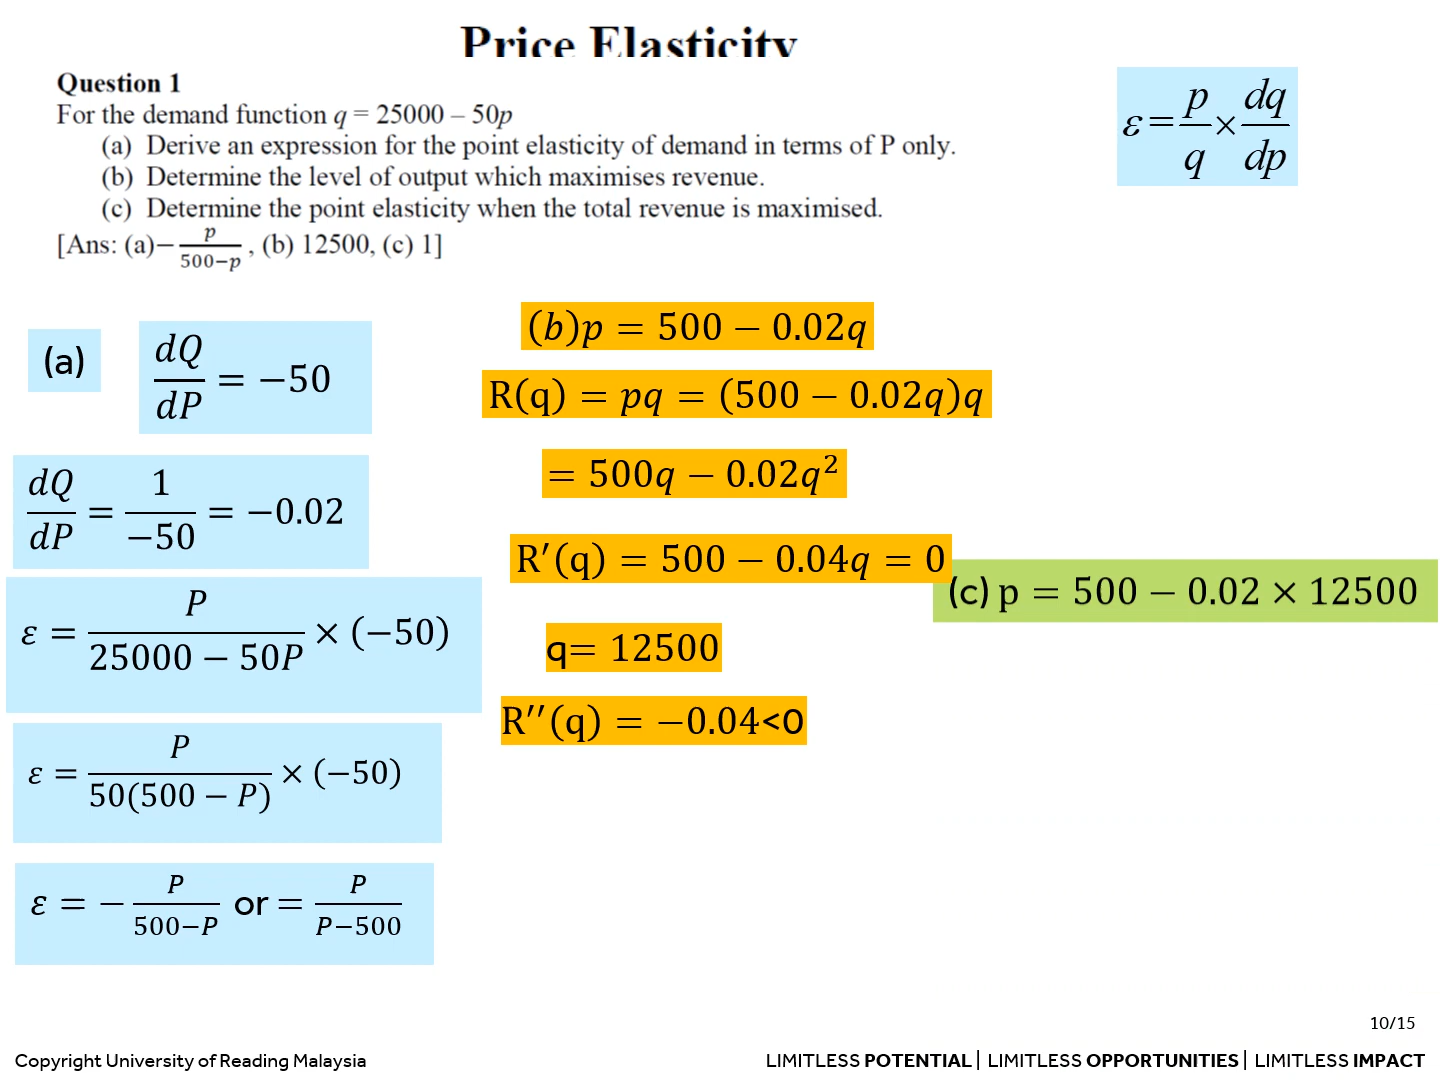 Price Elasticity
Question 1
For the demand function q = 25000 – 50p
(a) Derive an expression for the point elasticity of demand in terms of P only.
(b) Determine the level of output which maximises revenue.
(c) Determine the point elasticity when the total revenue is maximised.
[Ans: (a)− p/(500−p) , (b) 12500, (c) 1]
ε = p/q × dq/dp
(a)
dQ/dP = −50
dQ/dP = 1/−50 = −0.02
ε = P/(25000 − 50P) × (−50)
ε = P/(50(500 − P)) × (−50)
ε = − P/(500−P) or = P/(P−500)
(b)p = 500 − 0.02q
R(q) = pq = (500 − 0.02q)q
= 500q − 0.02q²
R′(q) = 500 − 0.04q = 0
q= 12500
R′′(q) = −0.04<0
(c) p = 500 − 0.02 × 12500
10/15
Copyright University of Reading Malaysia
LIMITLESS POTENTIAL | LIMITLESS OPPORTUNITIES | LIMITLESS IMPACT